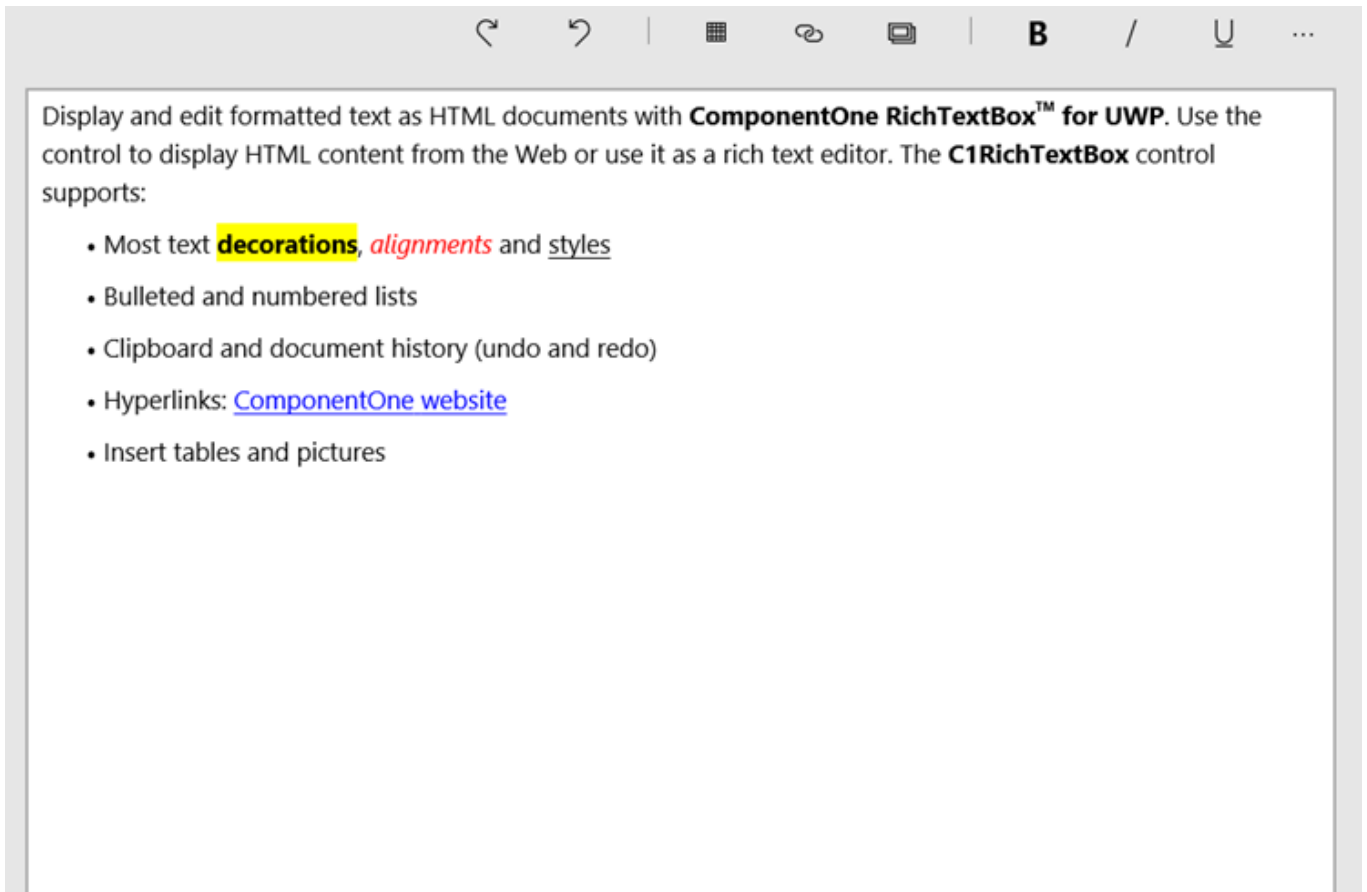 B / U ...
Display and edit formatted text as HTML documents with ComponentOne RichTextBox™ for UWP. Use the
control to display HTML content from the Web or use it as a rich text editor. The C1RichTextBox control
supports:
• Most text decorations, alignments and styles
• Bulleted and numbered lists
• Clipboard and document history (undo and redo)
• Hyperlinks: ComponentOne website
• Insert tables and pictures